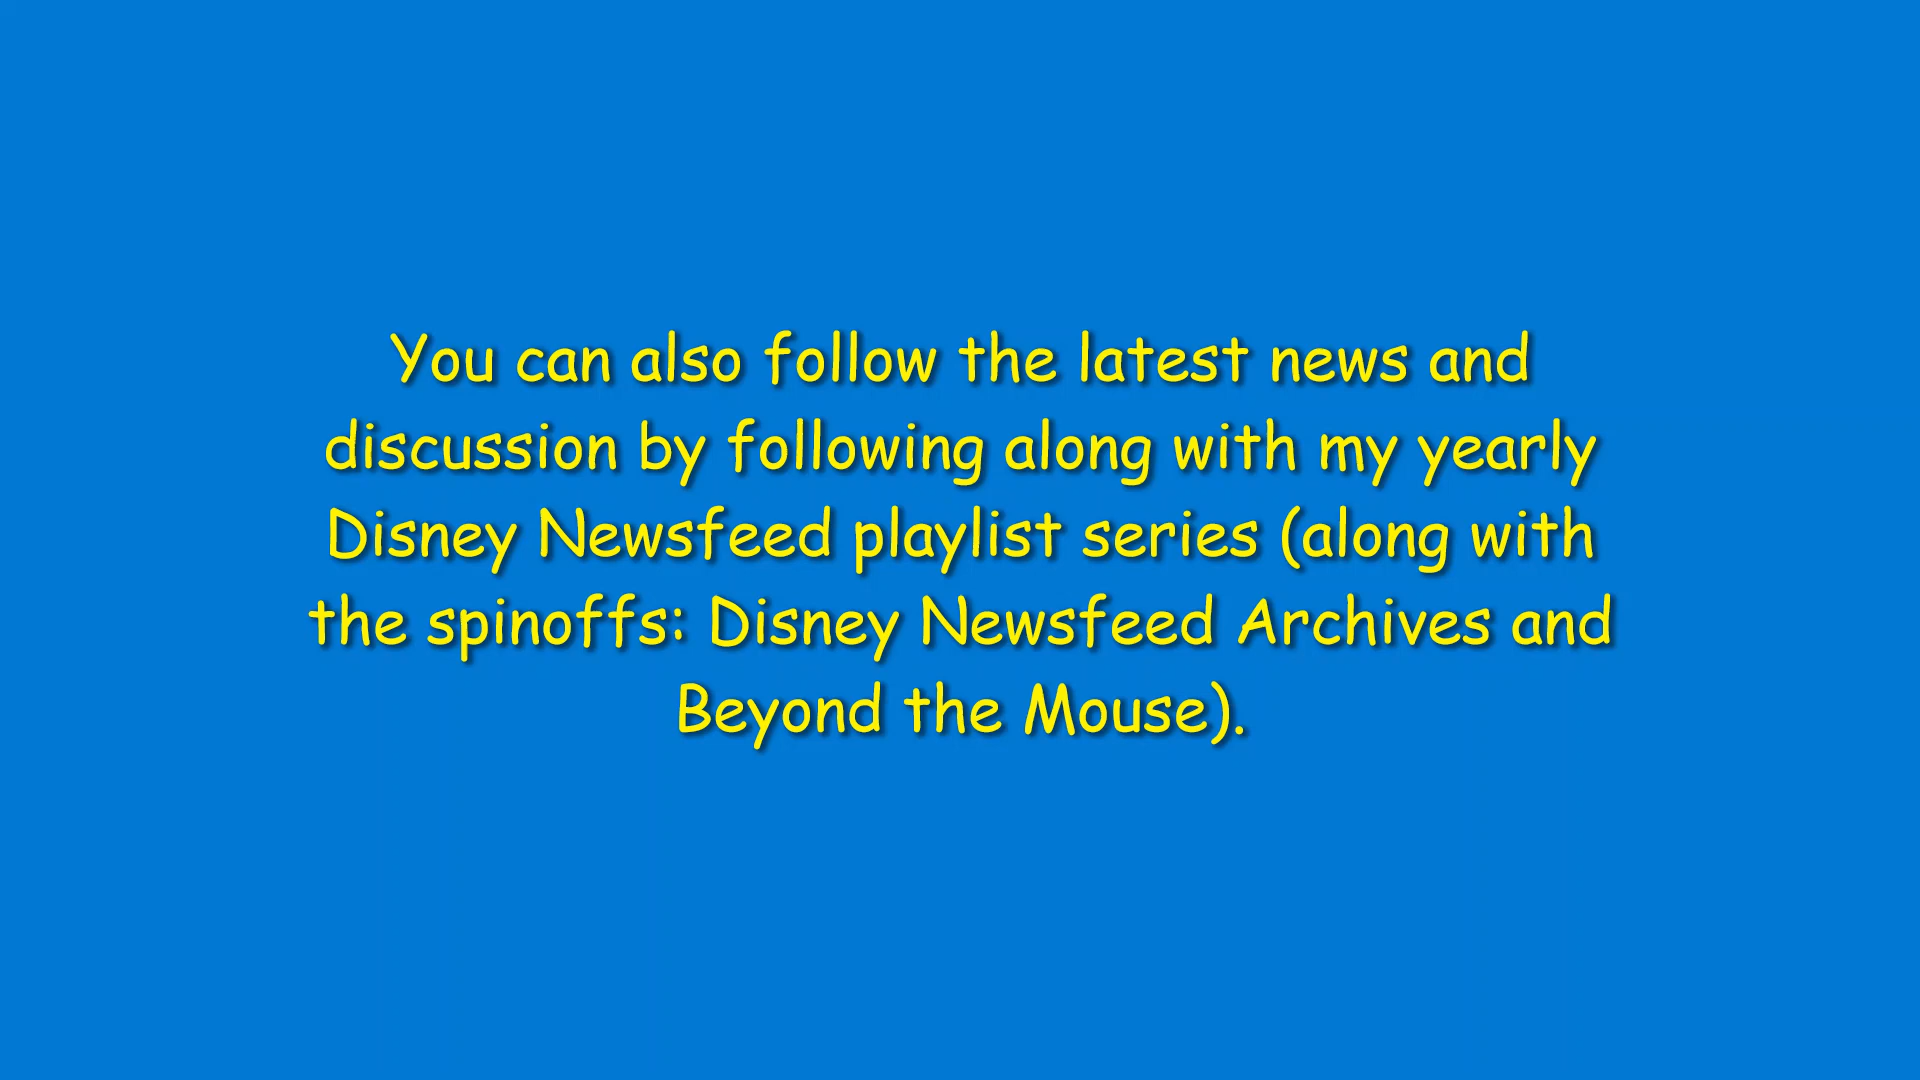 You can also follow the latest news and
discussion by following along with my yearly
Disney Newsfeed playlist series (along with
the spinoffs: Disney Newsfeed Archives and
Beyond the Mouse).